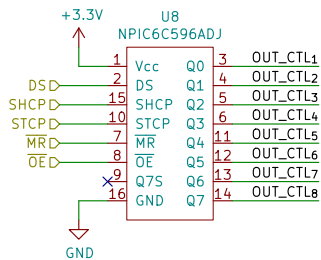 +3.3V
U8
NPIC6C596ADJ
1 Vcc Q0 3 OUT_CTL1
DS 2 DS Q1 4 OUT_CTL2
SHCP 15 SHCP Q2 5 OUT_CTL3
STCP 10 STCP Q3 6 OUT_CTL4
MR 7 MR Q4 11 OUT_CTL5
OE 8 OE Q5 12 OUT_CTL6
9 Q7S Q6 13 OUT_CTL7
16 GND Q7 14 OUT_CTL8
GND